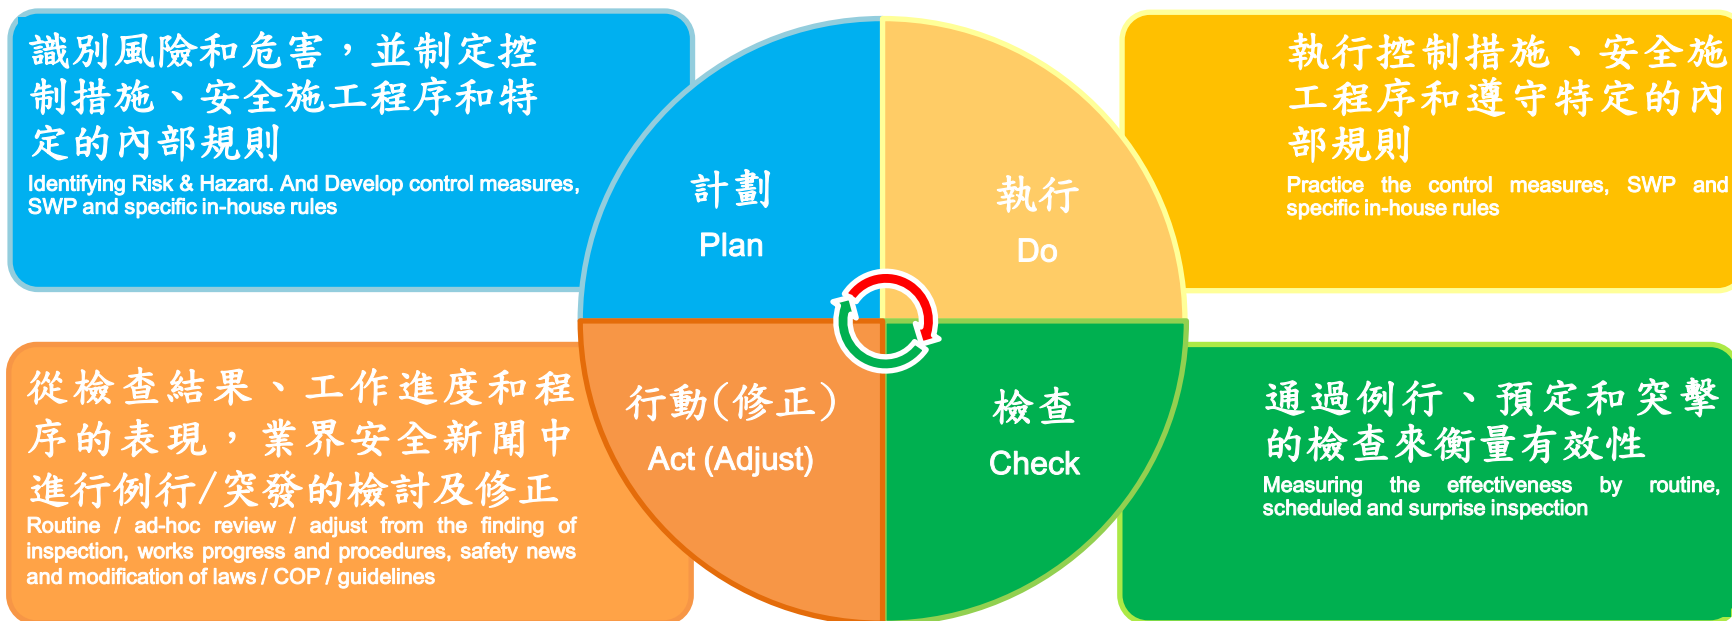 識別風險和危害，並制定控
制措施、安全施工程序和特
定的內部規則
Identifying Risk & Hazard. And Develop control measures,
SWP and specific in-house rules
計劃
Plan
執行
Do
執行控制措施、安全施
工程序和遵守特定的內
部規則
Practice the control measures, SWP and
specific in-house rules
從檢查結果、工作進度和程
序的表現，業界安全新聞中
進行例行/突發的檢討及修正
Routine / ad-hoc review / adjust from the finding of
inspection, works progress and procedures, safety news
and modification of laws / COP / guidelines
行動(修正)
Act (Adjust)
檢查
Check
通過例行、預定和突擊
的檢查來衡量有效性
Measuring the effectiveness by routine,
scheduled and surprise inspection